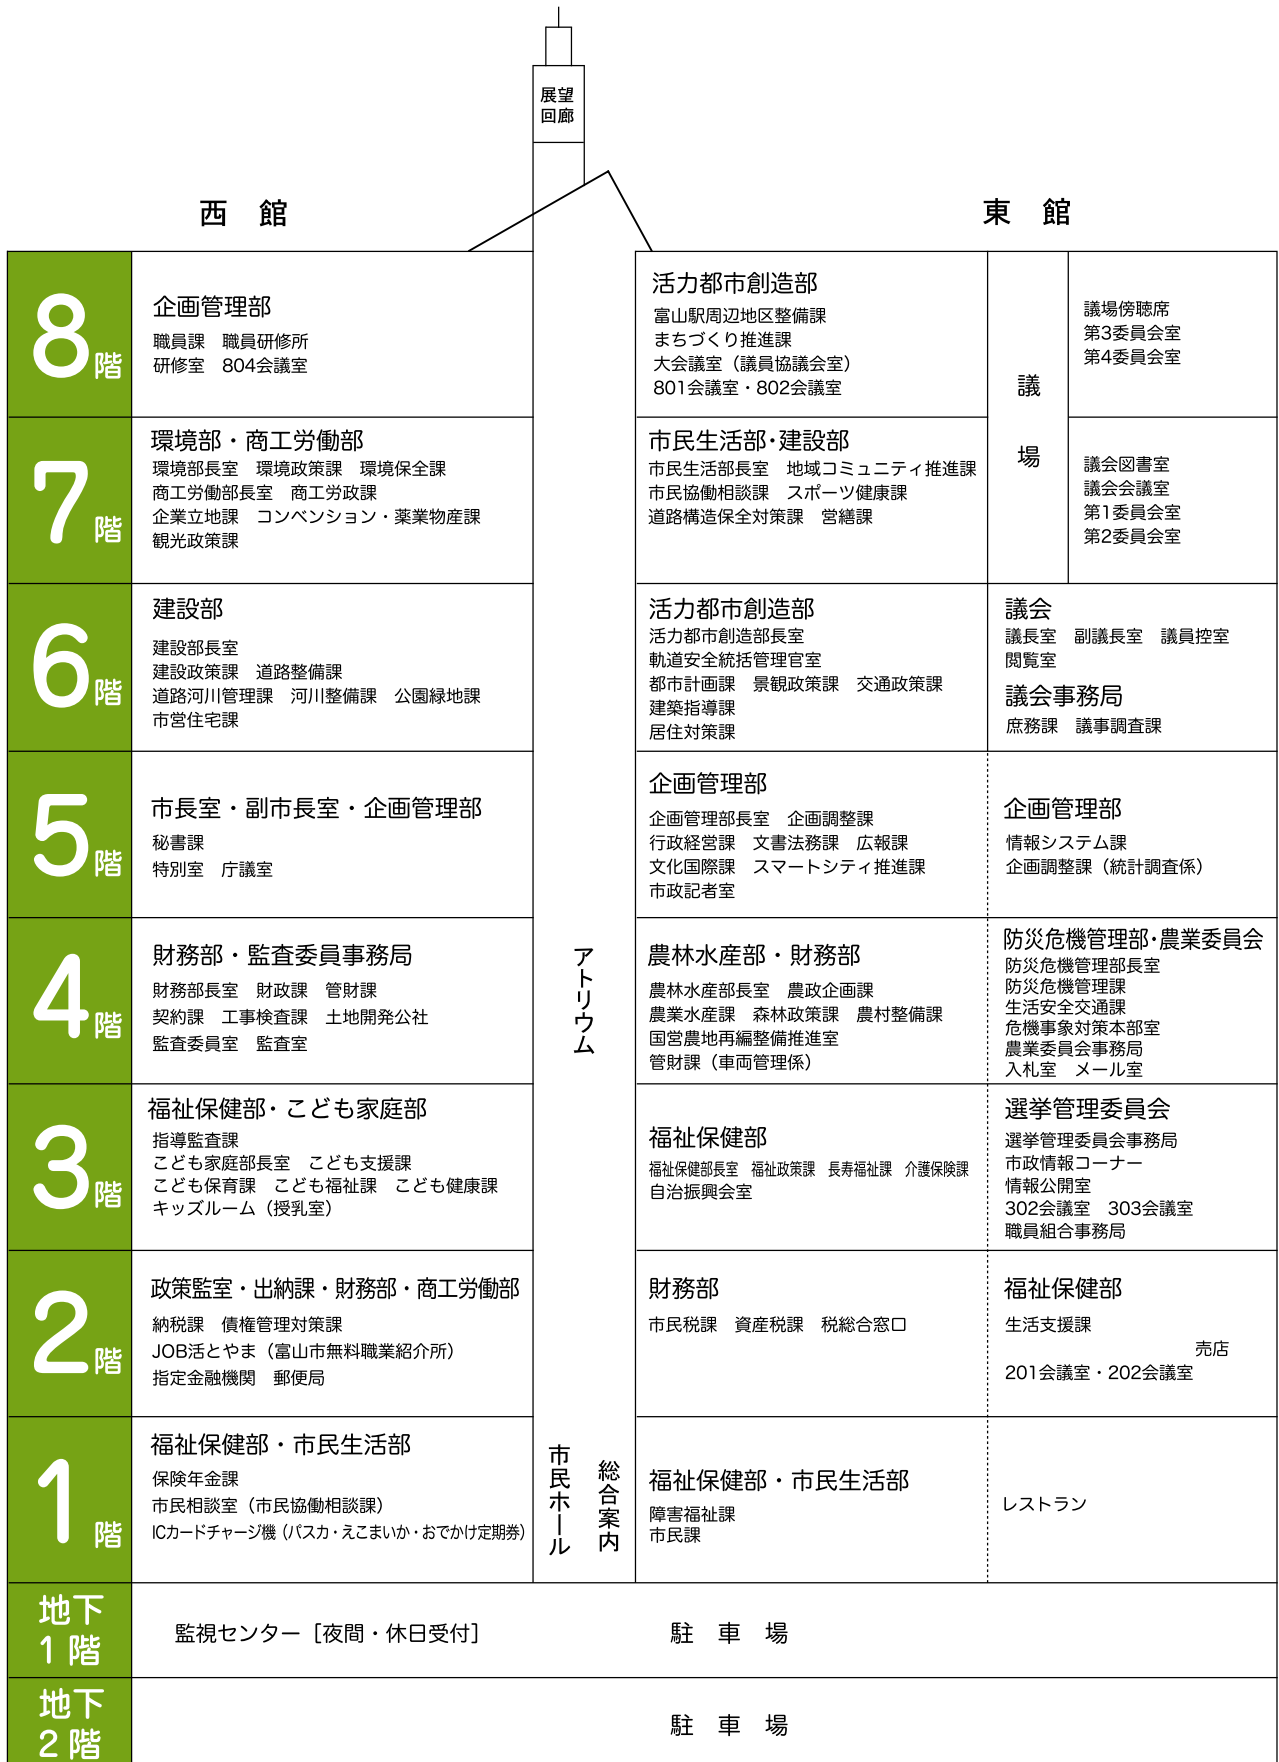 展望
回廊
西　館
東　館
8階
企画管理部
職員課　職員研修所
研修室　804会議室
活力都市創造部
富山駅周辺地区整備課
まちづくり推進課
大会議室（議員協議会室）
801会議室・802会議室
議場
議場傍聴席
第3委員会室
第4委員会室
7階
環境部・商工労働部
環境部長室　環境政策課　環境保全課
商工労働部長室　商工労政課
企業立地課　コンベンション・薬業物産課
観光政策課
市民生活部・建設部
市民生活部長室　地域コミュニティ推進課
市民協働相談課　スポーツ健康課
道路構造保全対策課　営繕課
議会図書室
議会会議室
第1委員会室
第2委員会室
6階
建設部
建設部長室
建設政策課　道路整備課
道路河川管理課　河川整備課　公園緑地課
市営住宅課
活力都市創造部
活力都市創造部長室
軌道安全統括管理官室
都市計画課　景観政策課　交通政策課
建築指導課
居住対策課
議会
議長室　副議長室　議員控室
閲覧室
議会事務局
庶務課　議事調査課
5階
市長室・副市長室・企画管理部
秘書課
特別室　庁議室
企画管理部
企画管理部長室　企画調整課
行政経営課　文書法務課　広報課
文化国際課　スマートシティ推進課
市政記者室
企画管理部
情報システム課
企画調整課（統計調査係）
4階
財務部・監査委員事務局
財務部長室　財政課　管財課
契約課　工事検査課　土地開発公社
監査委員室　監査室
アトリウム
農林水産部・財務部
農林水産部長室　農政企画課
農業水産課　森林政策課　農村整備課
国営農地再編整備推進室
管財課（車両管理係）
防災危機管理部・農業委員会
防災危機管理部長室
防災危機管理課
生活安全交通課
危機事象対策本部室
農業委員会事務局
入札室　メール室
3階
福祉保健部・こども家庭部
指導監査課
こども家庭部長室　こども支援課
こども保育課　こども福祉課　こども健康課
キッズルーム（授乳室）
福祉保健部
福祉保健部長室　福祉政策課　長寿福祉課　介護保険課
自治振興会室
選挙管理委員会
選挙管理委員会事務局
市政情報コーナー
情報公開室
302会議室　303会議室
職員組合事務局
2階
政策監室・出納課・財務部・商工労働部
納税課　債権管理対策課
JOB活とやま（富山市無料職業紹介所）
指定金融機関　郵便局
財務部
市民税課　資産税課　税総合窓口
福祉保健部
生活支援課
売店
201会議室・202会議室
1階
福祉保健部・市民生活部
保険年金課
市民相談室（市民協働相談課）
ICカードチャージ機（パスカ・えこまいか・おでかけ定期券）
市民ホール
総合案内
福祉保健部・市民生活部
障害福祉課
市民課
レストラン
地下
1階
監視センター［夜間・休日受付］
駐　車　場
地下
2階
駐　車　場